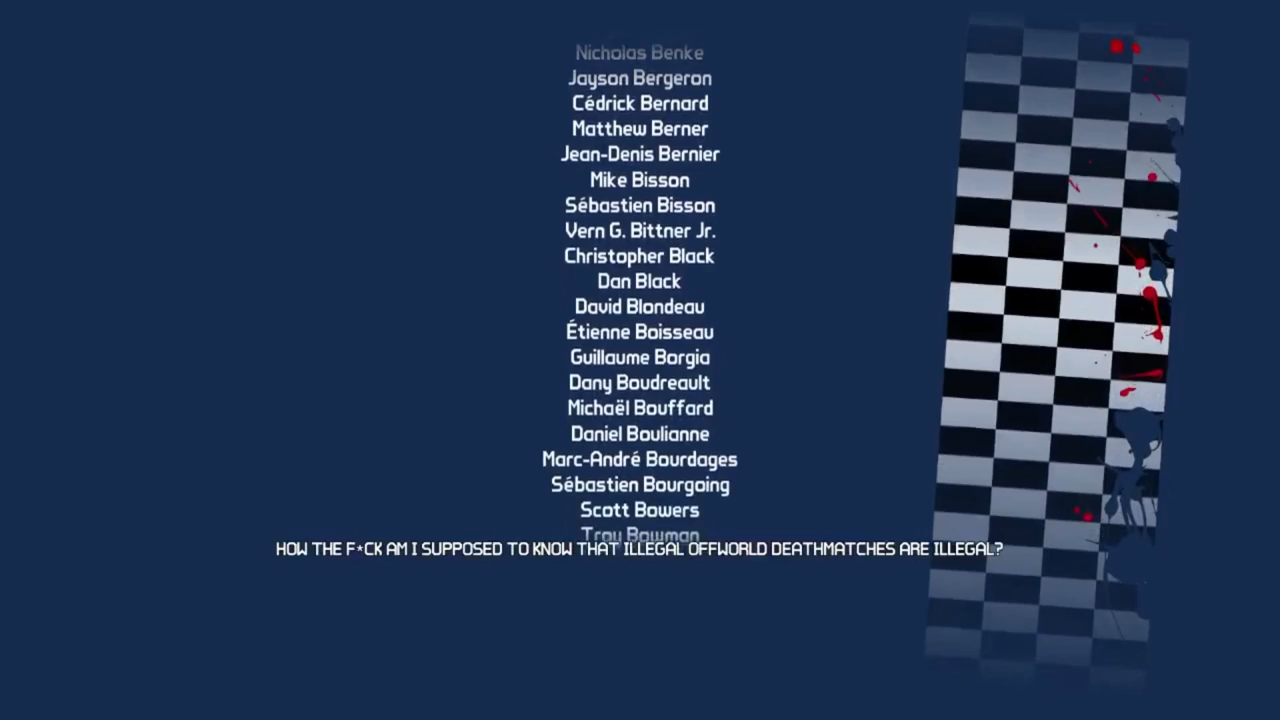 Nicholas Benke
Jayson Bergeron
Cédrick Bernard
Matthew Berner
Jean-Denis Bernier
Mike Bisson
Sébastien Bisson
Vern G. Bittner Jr.
Christopher Black
Dan Black
David Blondeau
Étienne Boisseau
Guillaume Borgia
Dany Boudreault
Michaël Bouffard
Daniel Boulianne
Marc-André Bourdages
Sébastien Bourgoing
Scott Bowers
Troy Bowman
HOW THE F*CK AM I SUPPOSED TO KNOW THAT ILLEGAL OFFWORLD DEATHMATCHES ARE ILLEGAL?